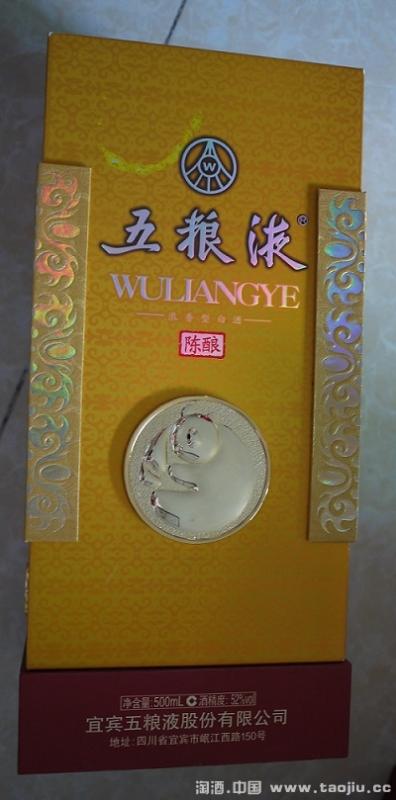 W
五粮液®
WULIANGYE
浓香型白酒
陈酿
净含量:500mL 酒精度:52%vol
宜宾五粮液股份有限公司
地址:四川省宜宾市岷江西路150号
淘酒.中国 www.taojiu.cc